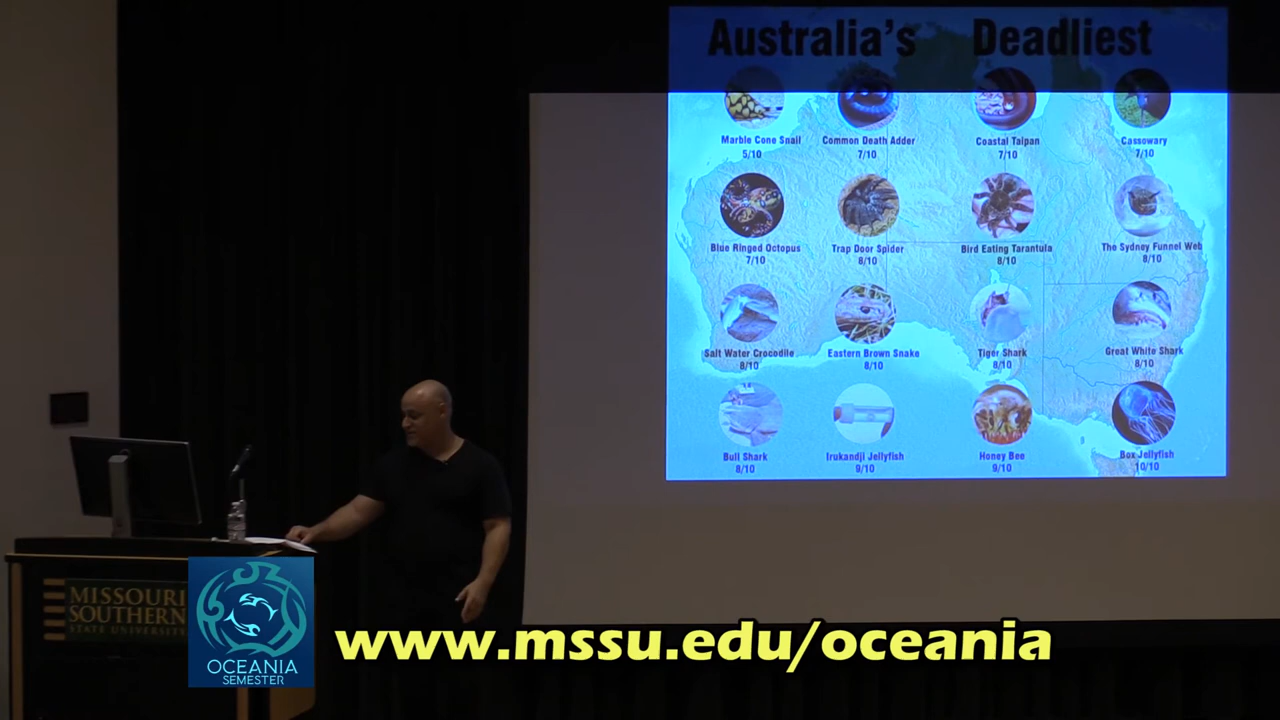 Australia's Deadliest
Marble Cone Snail
5/10
Common Death Adder
7/10
Coastal Taipan
7/10
Cassowary
7/10
Blue Ringed Octopus
7/10
Trap Door Spider
8/10
Bird Eating Tarantula
8/10
The Sydney Funnel Web
8/10
Salt Water Crocodile
8/10
Eastern Brown Snake
8/10
Tiger Shark
8/10
Great White Shark
8/10
Bull Shark
8/10
Irukandji Jellyfish
9/10
Honey Bee
9/10
Box Jellyfish
10/10
MISSOURI
SOUTHERN
STATE UNIVERSITY
OCEANIA
SEMESTER
www.mssu.edu/oceania